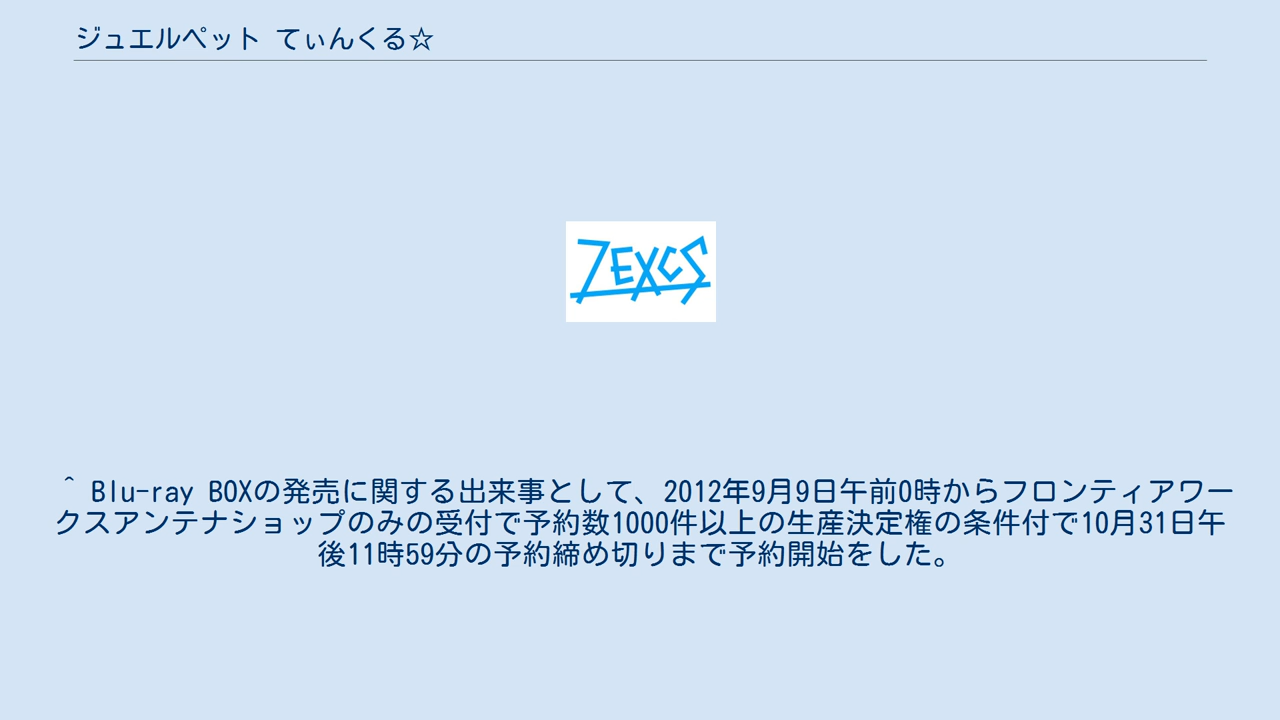 ジュエルペット てぃんくる☆
ZEXCS
^ Blu-ray BOXの発売に関する出来事として、2012年9月9日午前0時からフロンティアワー
クスアンテナショップのみの受付で予約数1000件以上の生産決定権の条件付で10月31日午
後11時59分の予約締め切りまで予約開始をした。